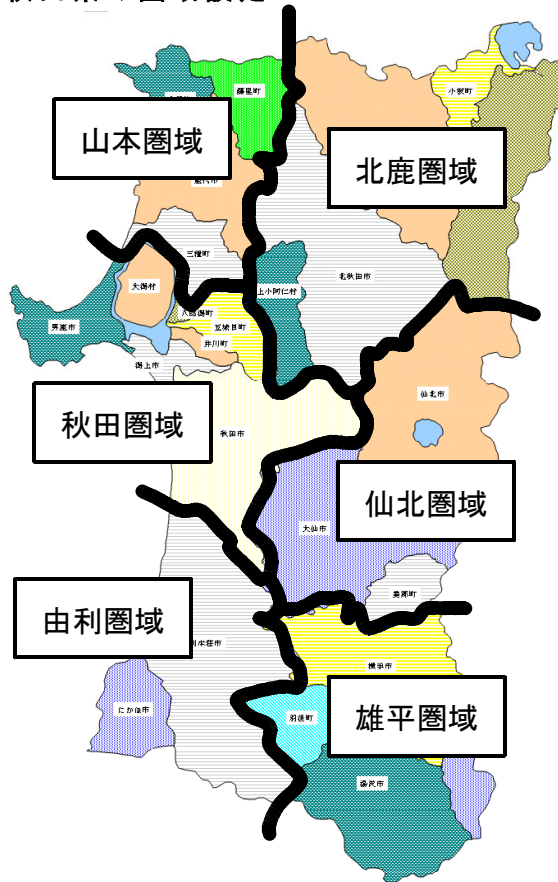 藤里町
小坂町
山本圏域
北鹿圏域
三種町
北秋田市
大潟村
上小阿仁村
八郎潟町
五城目町
男鹿市
井川町
潟上市
仙北市
秋田圏域
秋田市
仙北圏域
大仙市
美郷町
由利圏域
横手市
にかほ市
羽後町
雄平圏域
湯沢市